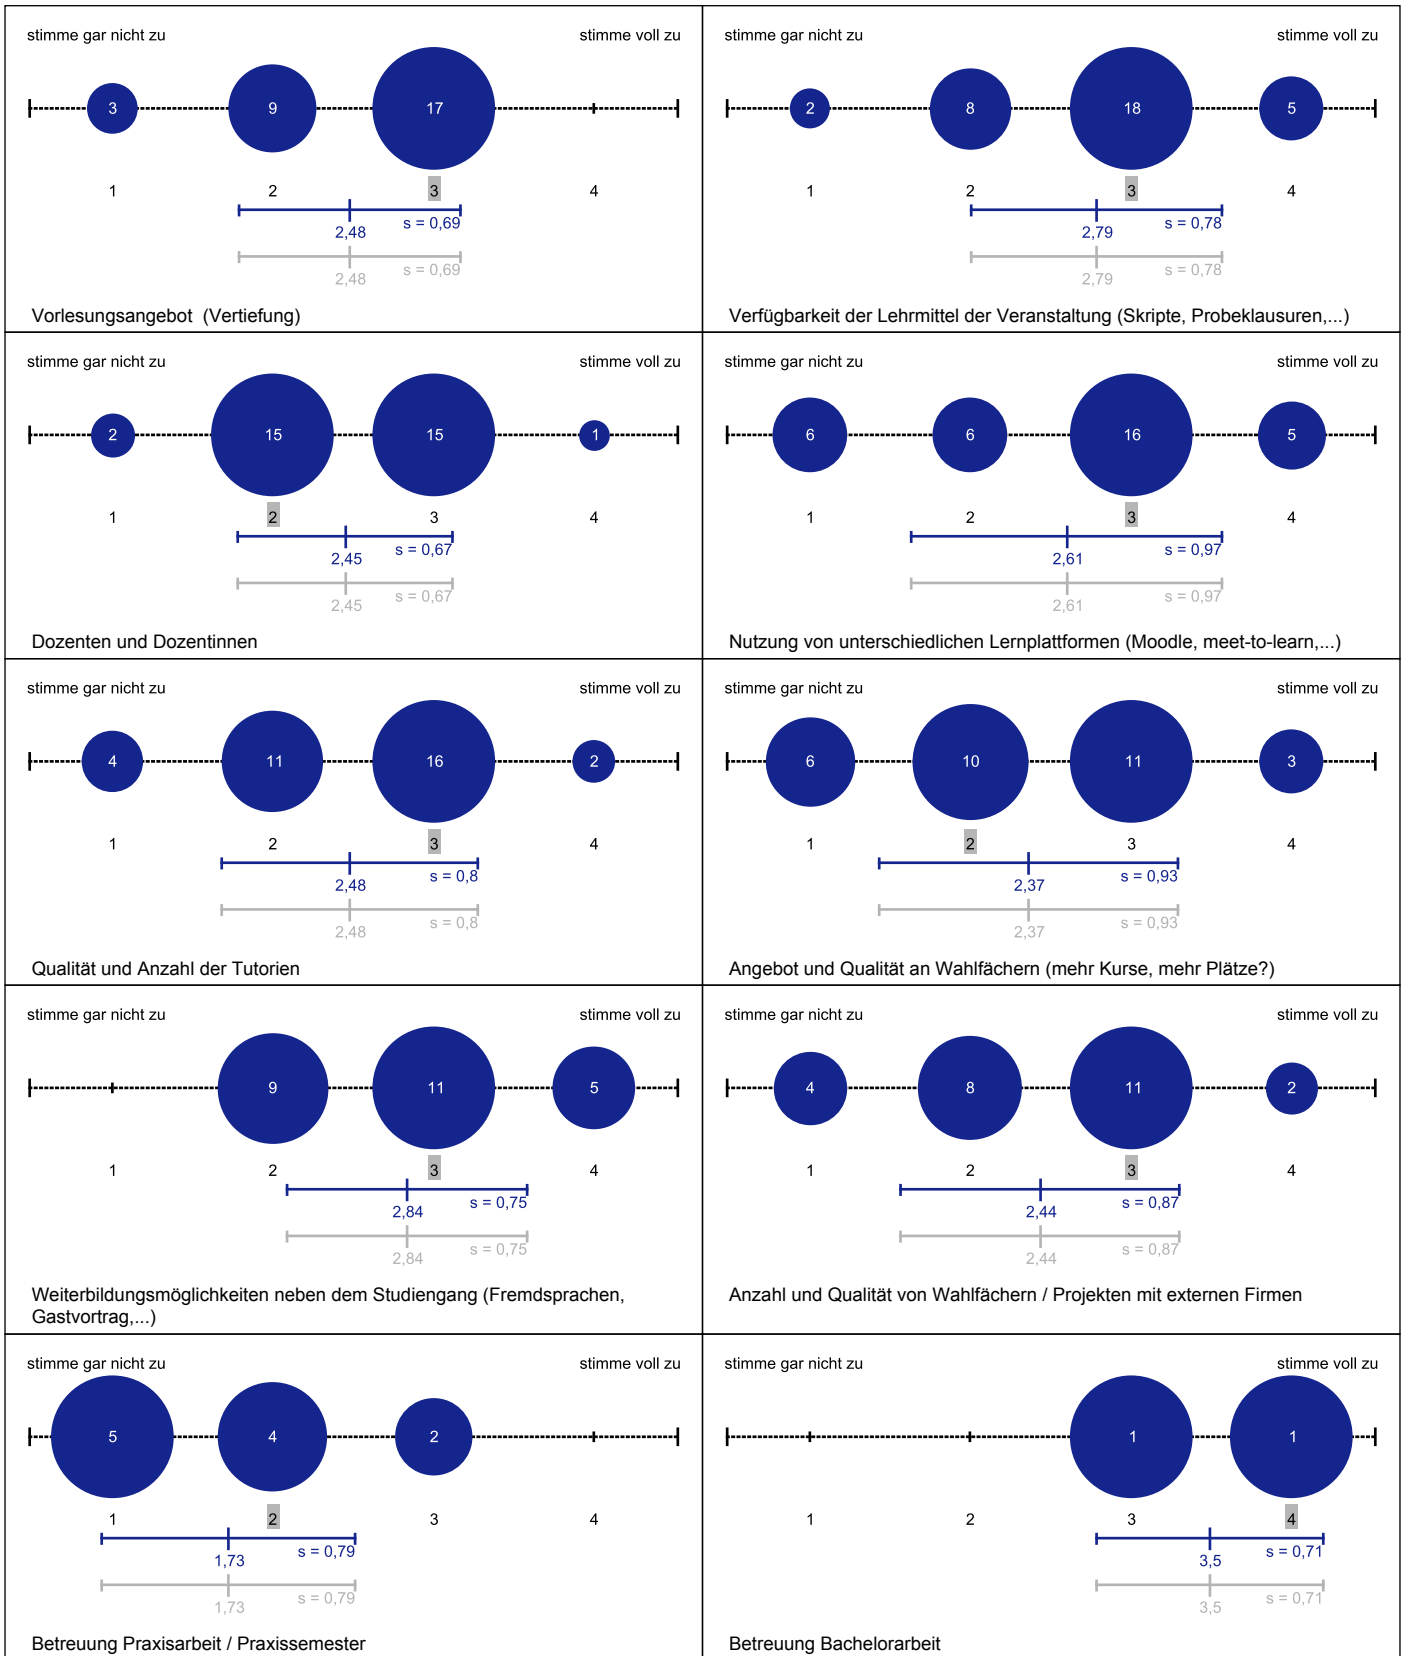 stimme gar nicht zu stimme voll zu
3 9 17
1 2 3 4
s = 0,69
2,48
s = 0,69
2,48
Vorlesungsangebot (Vertiefung)
stimme gar nicht zu stimme voll zu
2 8 18 5
1 2 3 4
s = 0,78
2,79
s = 0,78
2,79
Verfügbarkeit der Lehrmittel der Veranstaltung (Skripte, Probeklausuren,...)
stimme gar nicht zu stimme voll zu
2 15 15 1
1 2 3 4
s = 0,67
2,45
s = 0,67
2,45
Dozenten und Dozentinnen
stimme gar nicht zu stimme voll zu
6 6 16 5
1 2 3 4
s = 0,97
2,61
s = 0,97
2,61
Nutzung von unterschiedlichen Lernplattformen (Moodle, meet-to-learn,...)
stimme gar nicht zu stimme voll zu
4 11 16 2
1 2 3 4
s = 0,8
2,48
s = 0,8
2,48
Qualität und Anzahl der Tutorien
stimme gar nicht zu stimme voll zu
6 10 11 3
1 2 3 4
s = 0,93
2,37
s = 0,93
2,37
Angebot und Qualität an Wahlfächern (mehr Kurse, mehr Plätze?)
stimme gar nicht zu stimme voll zu
9 11 5
1 2 3 4
s = 0,75
2,84
s = 0,75
2,84
Weiterbildungsmöglichkeiten neben dem Studiengang (Fremdsprachen,
Gastvortrag,...)
stimme gar nicht zu stimme voll zu
4 8 11 2
1 2 3 4
s = 0,87
2,44
s = 0,87
2,44
Anzahl und Qualität von Wahlfächern / Projekten mit externen Firmen
stimme gar nicht zu stimme voll zu
5 4 2
1 2 3 4
s = 0,79
1,73
s = 0,79
1,73
Betreuung Praxisarbeit / Praxissemester
stimme gar nicht zu stimme voll zu
1 1
1 2 3 4
s = 0,71
3,5
s = 0,71
3,5
Betreuung Bachelorarbeit